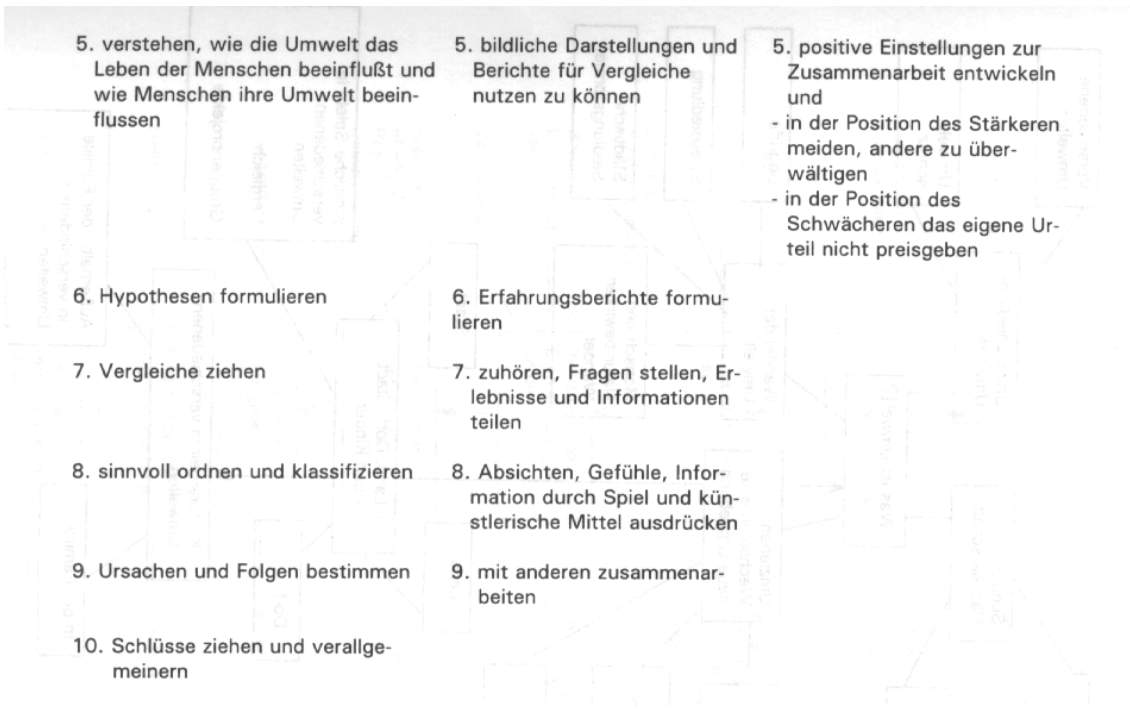 5. verstehen, wie die Umwelt das
Leben der Menschen beeinflußt und
wie Menschen ihre Umwelt beein-
flussen
6. Hypothesen formulieren
7. Vergleiche ziehen
8. sinnvoll ordnen und klassifizieren
9. Ursachen und Folgen bestimmen
10. Schlüsse ziehen und verallge-
meinern
5. bildliche Darstellungen und
Berichte für Vergleiche
nutzen zu können
6. Erfahrungsberichte formu-
lieren
7. zuhören, Fragen stellen, Er-
lebnisse und Informationen
teilen
8. Absichten, Gefühle, Infor-
mation durch Spiel und kün-
stlerische Mittel ausdrücken
9. mit anderen zusammenar-
beiten
5. positive Einstellungen zur
Zusammenarbeit entwickeln
und
- in der Position des Stärkeren
meiden, andere zu über-
wältigen
- in der Position des
Schwächeren das eigene Ur-
teil nicht preisgeben